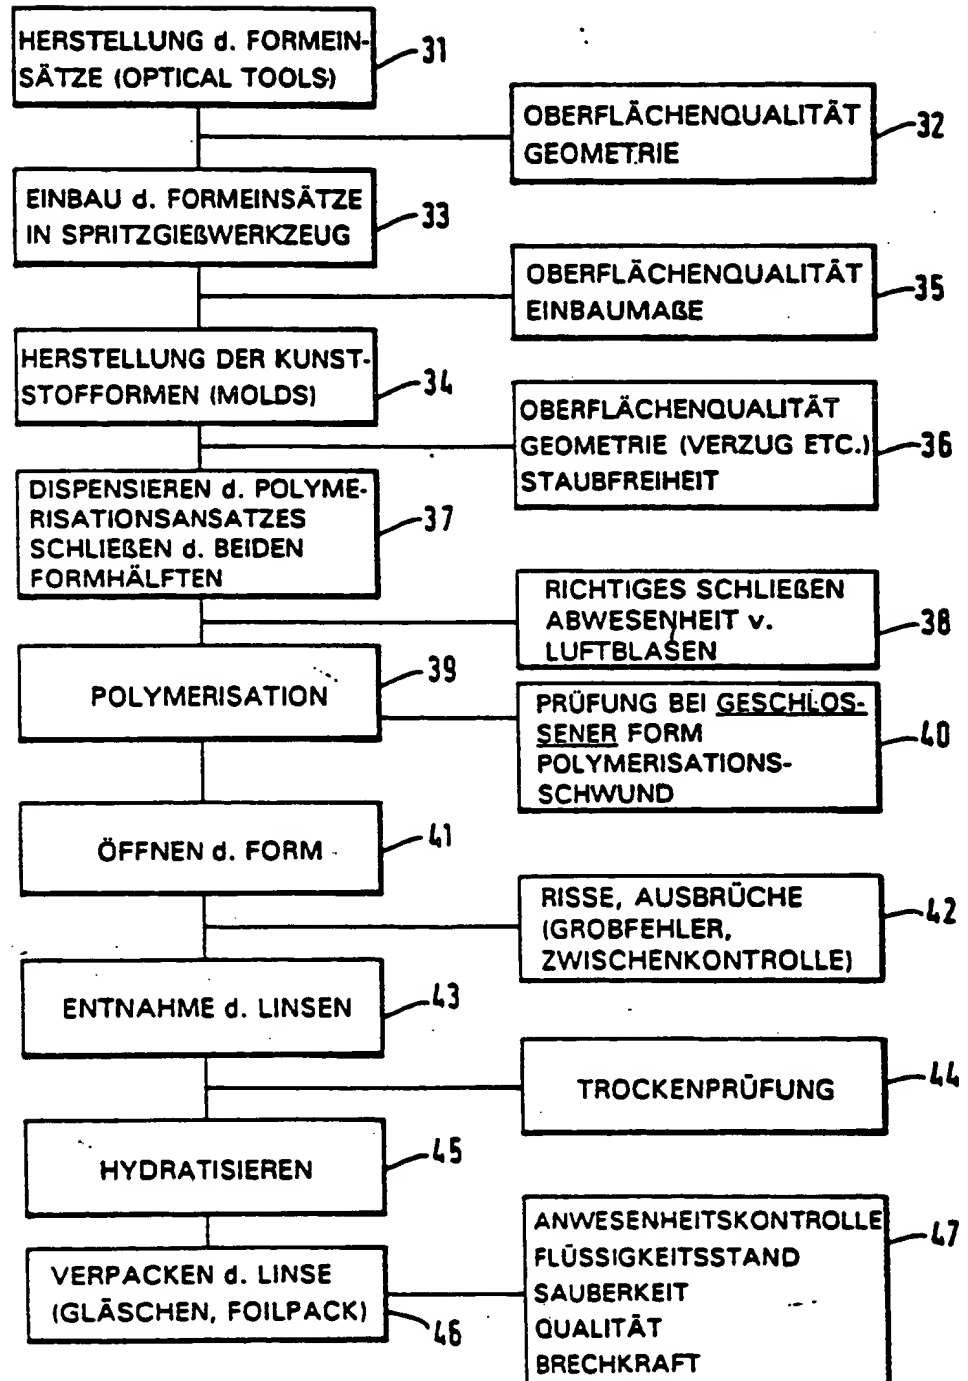 HERSTELLUNG d. FORMEIN-
SÄTZE (OPTICAL TOOLS)
31
OBERFLÄCHENQUALITÄT
GEOMETRIE
32
EINBAU d. FORMEINSÄTZE
IN SPRITZGIEßWERKZEUG
33
OBERFLÄCHENQUALITÄT
EINBAUMAßE
35
HERSTELLUNG DER KUNST-
STOFFORMEN (MOLDS)
34
OBERFLÄCHENQUALITÄT
GEOMETRIE (VERZUG ETC.)
STAUBFREIHEIT
36
DISPENSIEREN d. POLYME-
RISATIONSANSATZES
SCHLIEßEN d. BEIDEN
FORMHÄLFTEN
37
RICHTIGES SCHLIEßEN
ABWESENHEIT v.
LUFTBLASEN
38
POLYMERISATION
39
PRÜFUNG BEI GESCHLOS-
SENER FORM
POLYMERISATIONS-
SCHWUND
40
ÖFFNEN d. FORM
41
RISSE, AUSBRÜCHE
(GROBFEHLER,
ZWISCHENKONTROLLE)
42
ENTNAHME d. LINSEN
43
TROCKENPRÜFUNG
44
HYDRATISIEREN
45
VERPACKEN d. LINSE
(GLÄSCHEN, FOILPACK)
46
ANWESENHEITSKONTROLLE
FLÜSSIGKEITSSTAND
SAUBERKEIT
QUALITÄT
BRECHKRAFT
47